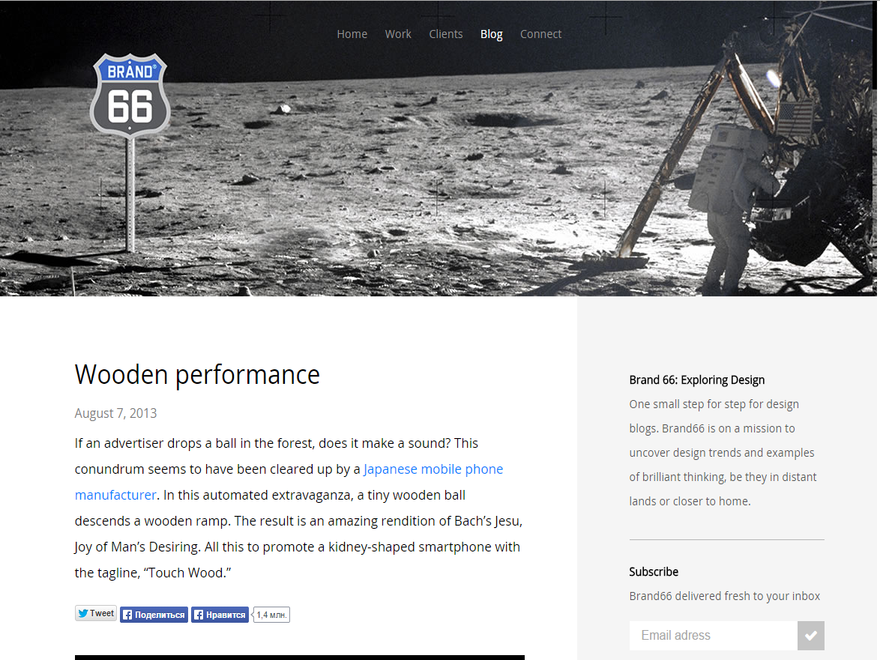 Home Work Clients Blog Connect
BRAND
66
Wooden performance
August 7, 2013
If an advertiser drops a ball in the forest, does it make a sound? This
conundrum seems to have been cleared up by a Japanese mobile phone
manufacturer. In this automated extravaganza, a tiny wooden ball
descends a wooden ramp. The result is an amazing rendition of Bach’s Jesu,
Joy of Man’s Desiring. All this to promote a kidney-shaped smartphone with
the tagline, “Touch Wood.”
Tweet Поделиться Нравится 1,4 млн.
Brand 66: Exploring Design
One small step for step for design
blogs. Brand66 is on a mission to
uncover design trends and examples
of brilliant thinking, be they in distant
lands or closer to home.
Subscribe
Brand66 delivered fresh to your inbox
Email adress